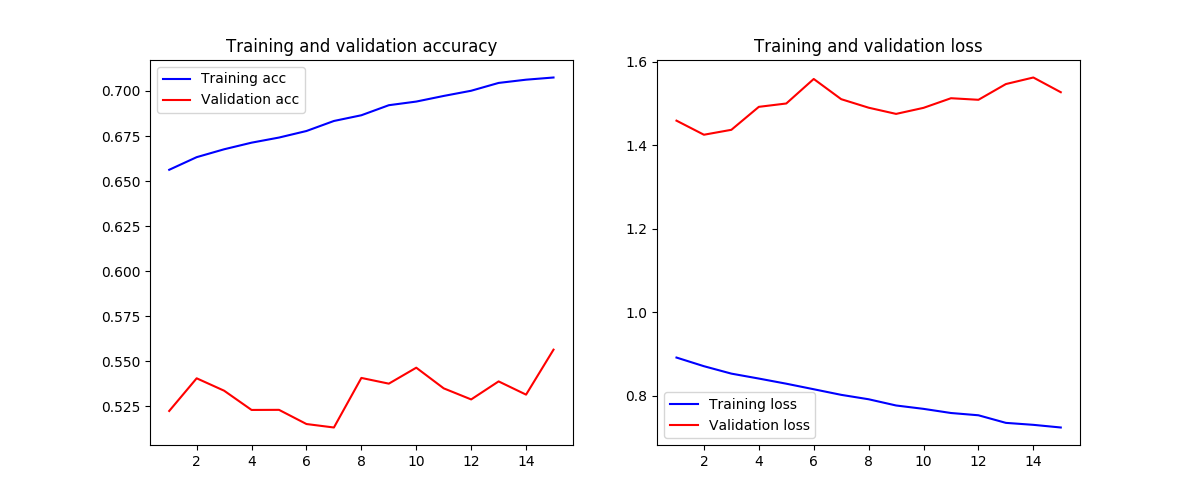 Training and validation accuracy
Training acc
Validation acc
0.700
0.675
0.650
0.625
0.600
0.575
0.550
0.525
2 4 6 8 10 12 14
Training and validation loss
1.6
1.4
1.2
1.0
0.8
Training loss
Validation loss
2 4 6 8 10 12 14